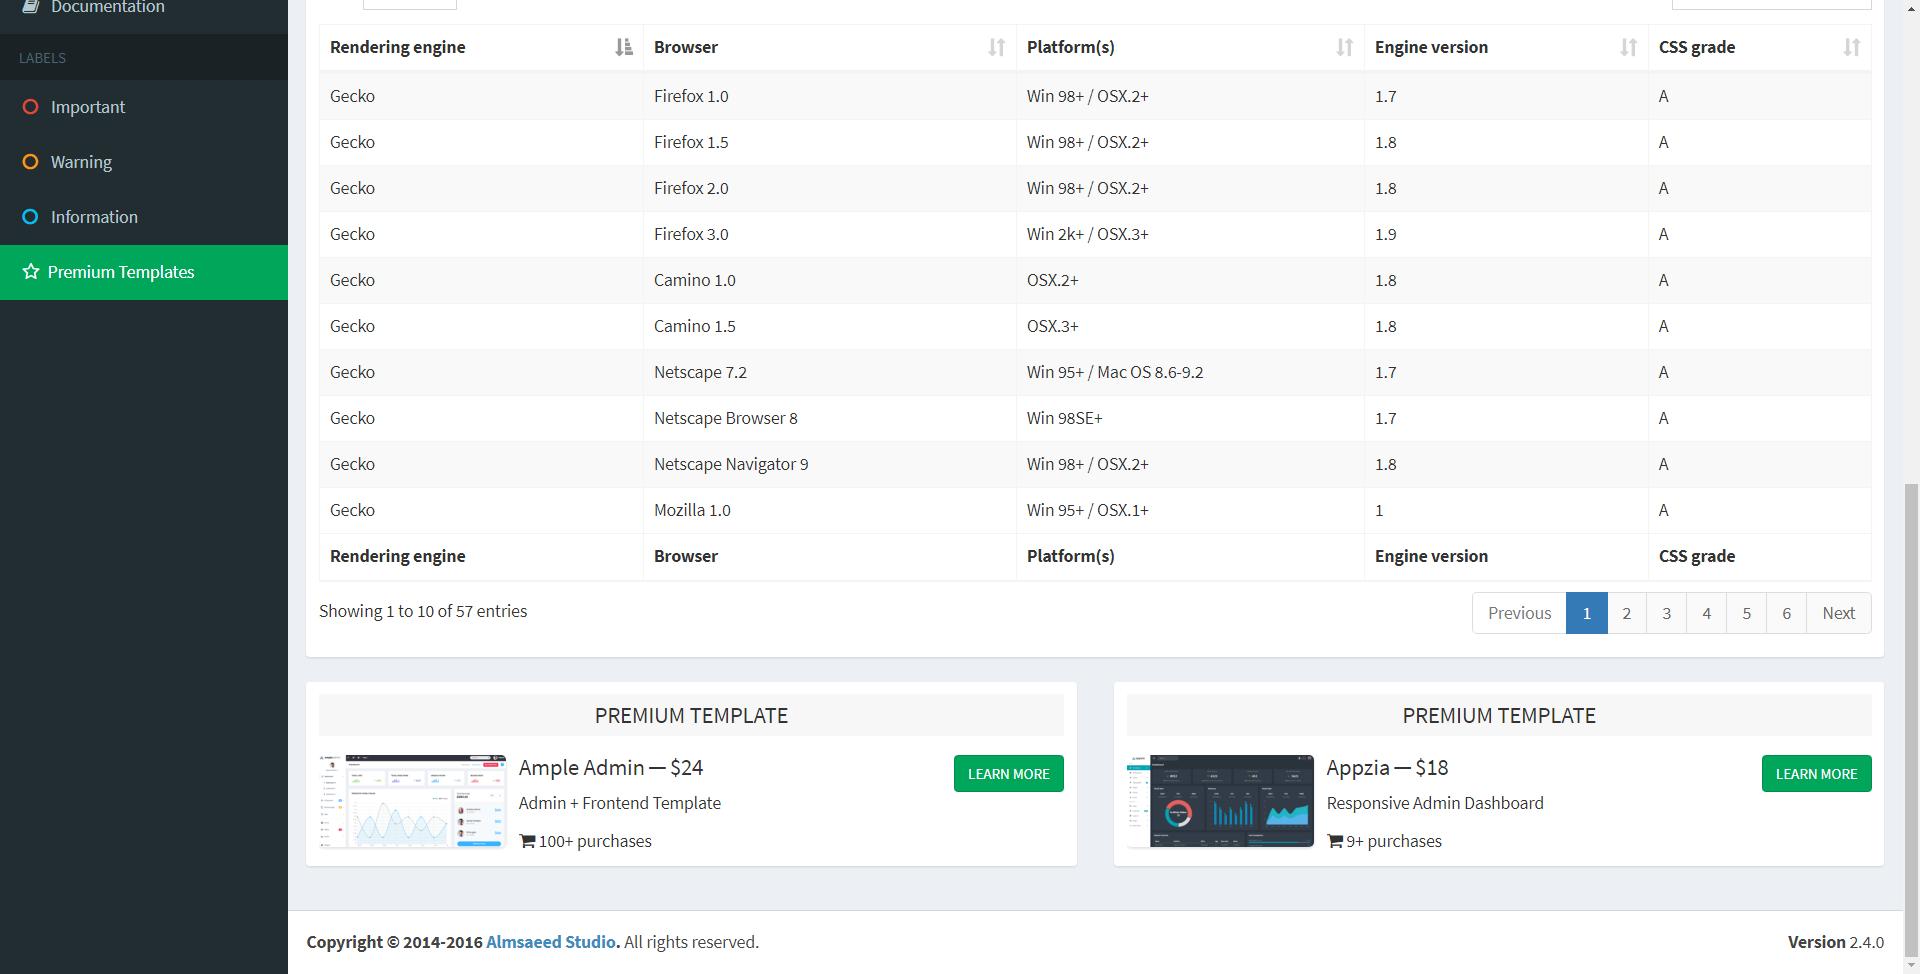 Documentation
LABELS
Important
Warning
Information
Premium Templates
Rendering engine Browser Platform(s) Engine version CSS grade
Gecko Firefox 1.0 Win 98+ / OSX.2+ 1.7 A
Gecko Firefox 1.5 Win 98+ / OSX.2+ 1.8 A
Gecko Firefox 2.0 Win 98+ / OSX.2+ 1.8 A
Gecko Firefox 3.0 Win 2k+ / OSX.3+ 1.9 A
Gecko Camino 1.0 OSX.2+ 1.8 A
Gecko Camino 1.5 OSX.3+ 1.8 A
Gecko Netscape 7.2 Win 95+ / Mac OS 8.6-9.2 1.7 A
Gecko Netscape Browser 8 Win 98SE+ 1.7 A
Gecko Netscape Navigator 9 Win 98+ / OSX.2+ 1.8 A
Gecko Mozilla 1.0 Win 95+ / OSX.1+ 1 A
Rendering engine Browser Platform(s) Engine version CSS grade
Showing 1 to 10 of 57 entries
Previous 1 2 3 4 5 6 Next
PREMIUM TEMPLATE
Ample Admin — $24
Admin + Frontend Template
100+ purchases
LEARN MORE
PREMIUM TEMPLATE
Appzia — $18
Responsive Admin Dashboard
9+ purchases
LEARN MORE
Copyright © 2014-2016 Almsaeed Studio. All rights reserved.
Version 2.4.0